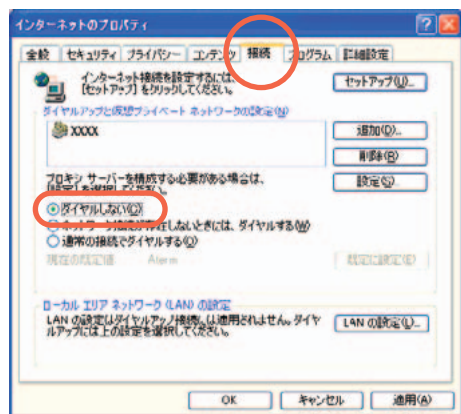 インターネットのプロパティ
全般 セキュリティ プライバシー コンテンツ 接続 プログラム 詳細設定
インターネット接続を設定するには、
[セットアップ] をクリックしてください。
セットアップ(U)...
ダイヤルアップと仮想プライベート ネットワークの設定(N)
XXXX
追加(D)...
削除(R)
プロキシ サーバーを構成する必要がある場合は、
[設定] を選択してください。
設定(S)...
ダイヤルしない(C)
ネットワーク接続が存在しないときには、ダイヤルする(W)
通常の接続でダイヤルする(O)
現在の既定値 Aterm
既定に設定(E)
ローカル エリア ネットワーク (LAN) の設定
LAN の設定はダイヤルアップ接続には適用されません。ダイヤ
ルアップには上の設定を選択してください。
LAN の設定(L)...
OK キャンセル 適用(A)